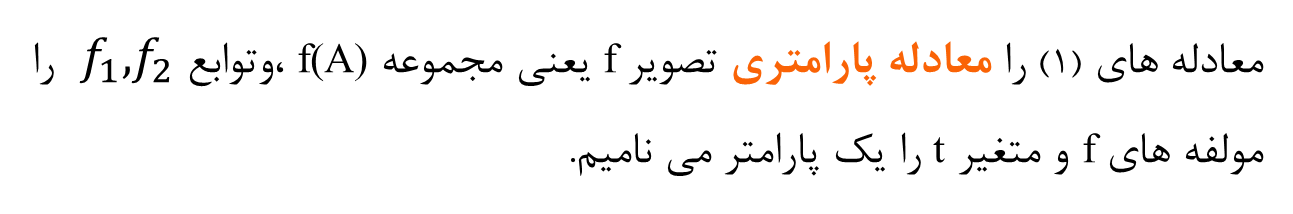 معادله های (۱) را معادله پارامتری تصویر f یعنی مجموعه f(A) ،وتوابع f₁,f₂ را
مولفه های f و متغیر t را یک پارامتر می نامیم.